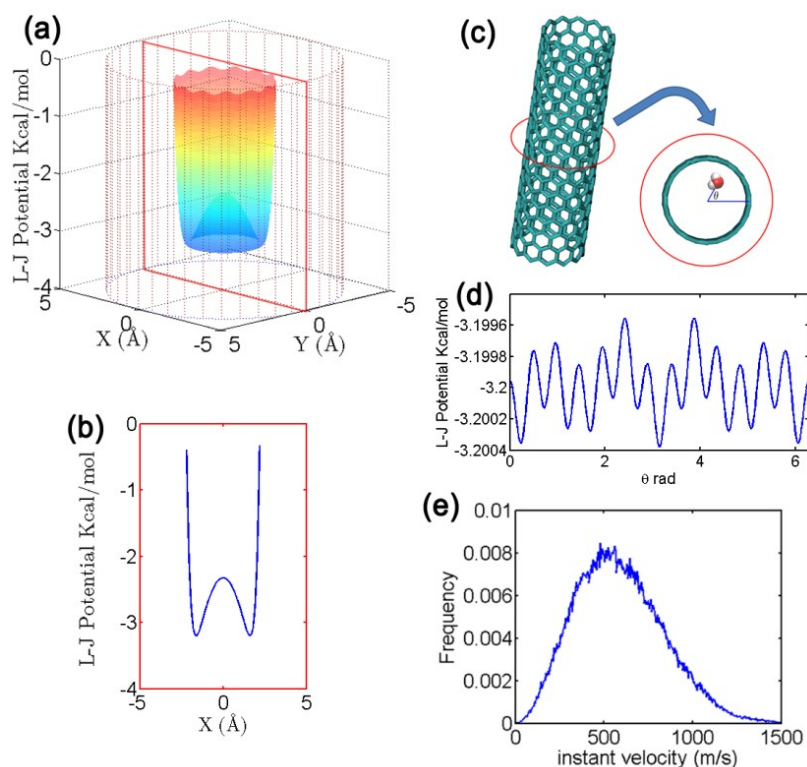 (a)
L-J Potential Kcal/mol
0
-1
-2
-3
-4
5
0
-5
X (Å)
5
0
-5
Y (Å)
(b)
L-J Potential Kcal/mol
0
-1
-2
-3
-4
-5
0
5
X (Å)
(c)
θ
(d)
L-J Potential Kcal/mol
-3.1996
-3.1998
-3.2
-3.2002
-3.2004
0
2
4
6
θ rad
(e)
Frequency
0.01
0.008
0.006
0.004
0.002
0
0
500
1000
1500
instant velocity (m/s)